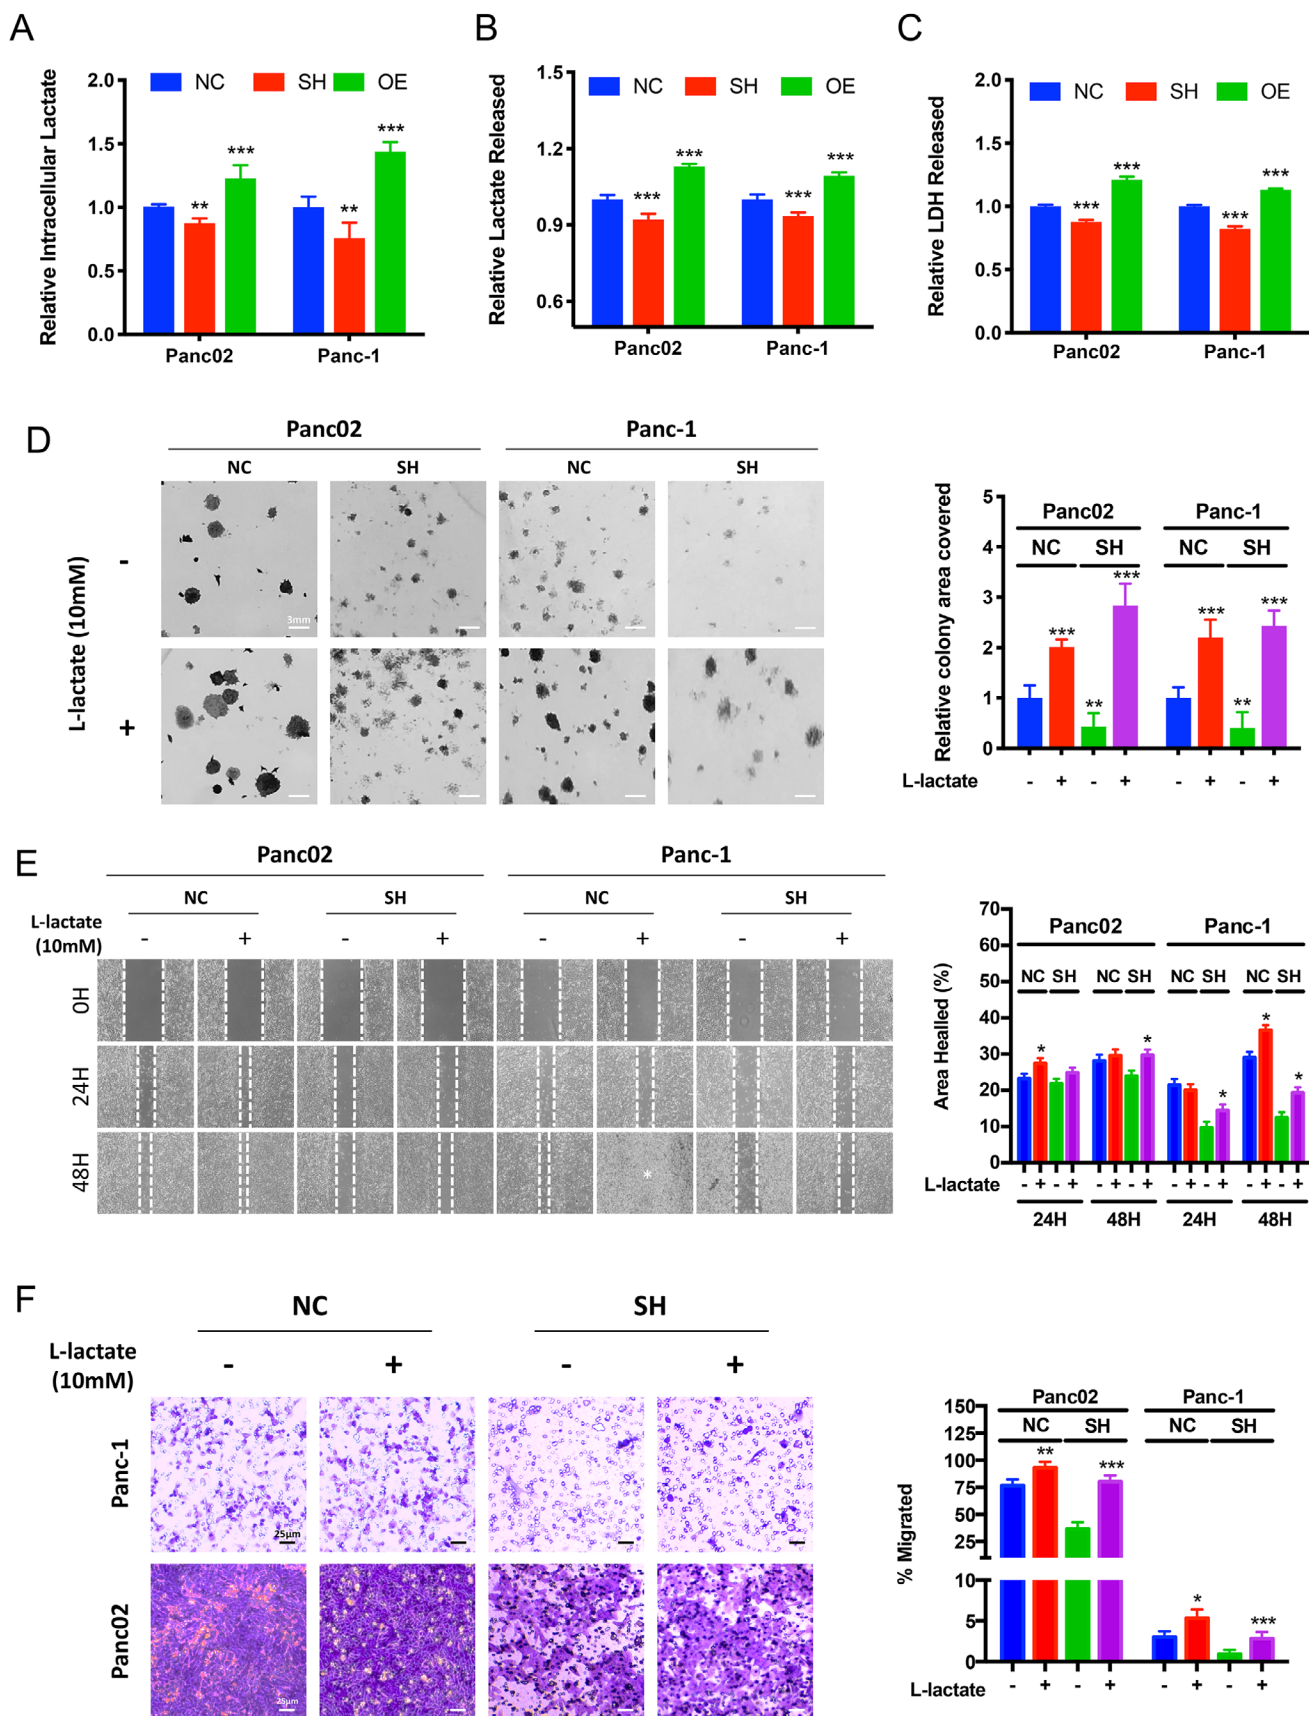 A
Relative Intracellular Lactate
2.0
1.5
1.0
0.5
0.0
NC SH OE
*** ***
** **
Panc02 Panc-1
B
Relative Lactate Released
1.5
1.2
0.9
0.6
NC SH OE
*** ***
*** ***
Panc02 Panc-1
C
Relative LDH Released
2.0
1.5
1.0
0.5
0.0
NC SH OE
*** ***
*** ***
Panc02 Panc-1
D
Panc02 Panc-1
NC SH NC SH
L-lactate (10mM)
-
3mm
+
Relative colony area covered
5
4
3
2
1
0
Panc02 Panc-1
NC SH NC SH
*** *** *** ***
** **
L-lactate - + - + - + - +
E
Panc02 Panc-1
NC SH NC SH
L-lactate
(10mM) - + - + - + - +
0H
24H
48H
*
Area Healled (%)
70
60
50
40
30
20
10
0
Panc02 Panc-1
NC SH NC SH NC SH NC SH
* * * * *
L-lactate - + - + - + - + - + - + - + - +
24H 48H 24H 48H
F
NC SH
L-lactate
(10mM) - + - +
Panc-1
25μm
Panc02
25μm
% Migrated
150
100
75
50
25
10
5
0
Panc02 Panc-1
NC SH NC SH
** ***
* ***
L-lactate - + - + - + - +